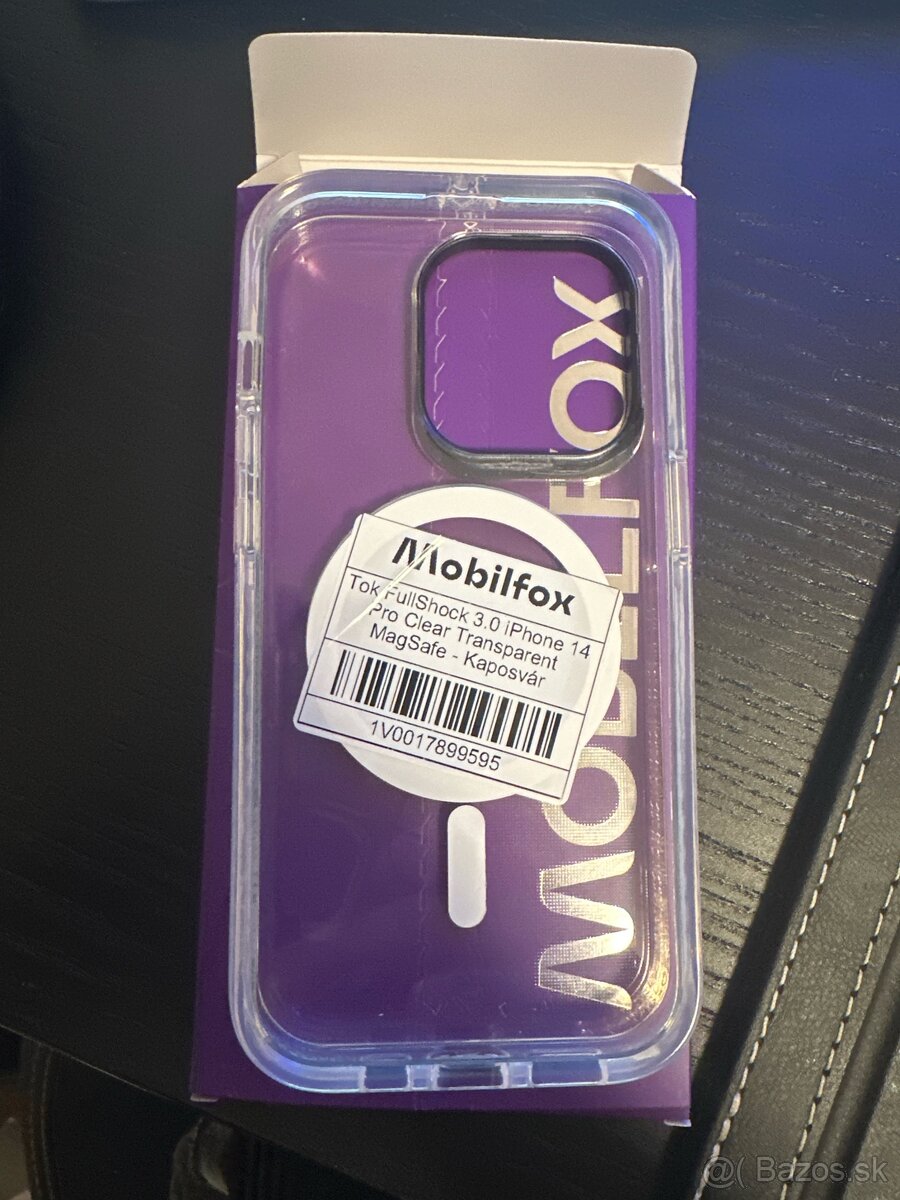 MOBILFOX
Mobilfox
Tok FullShock 3.0 iPhone 14
Pro Clear Transparent
MagSafe - Kaposvár
1V0017899595
@( Bazos.sk